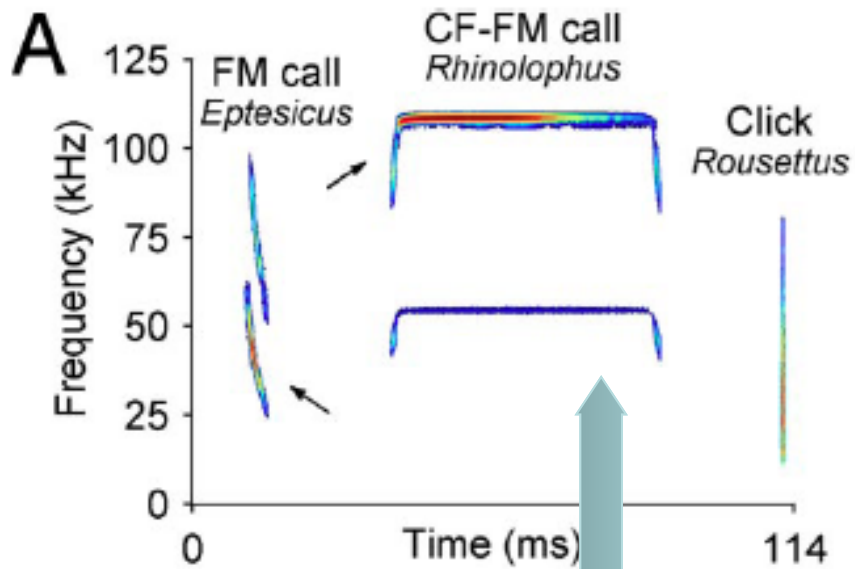 A
CF-FM call
Rhinolophus
FM call
Eptesicus
Click
Rousettus
Frequency (kHz)
125
100
75
50
25
0
0
Time (ms)
114